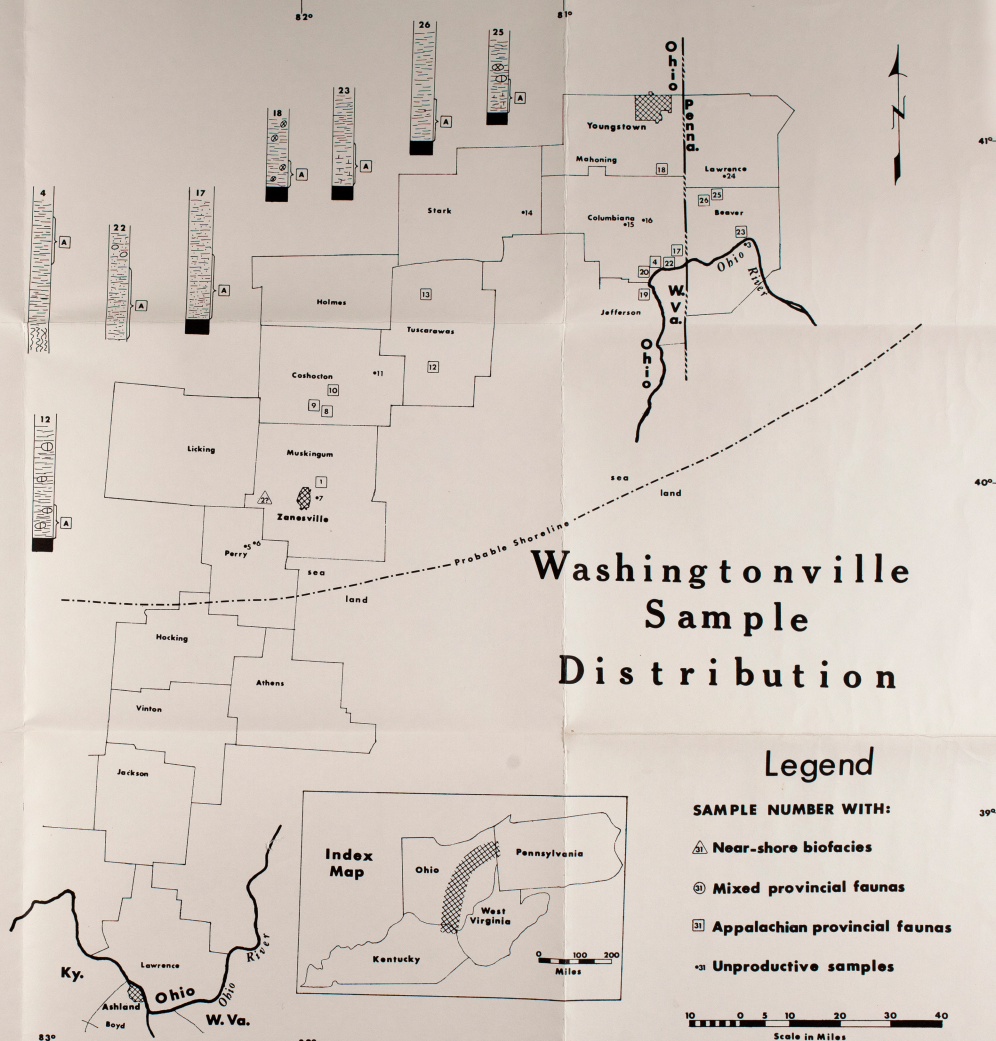 82°
81°
26
25
A
A
23
18
A
A
4
A
22
A
17
A
12
A
Ohio
Penna.
N
41°
Youngstown
Mahoning
18
Lawrence
•24
Stark
•14
Columbiana
•15
•16
26
25
Beaver
23
•3
17
4
22
20
19
Ohio River
W. Va.
Jefferson
Ohio
Holmes
13
Tuscarawas
12
Coshocton
•11
10
9
8
Licking
Muskingum
1
27
•7
Zanesville
•5
•6
Perry
sea
land
40°
Probable Shoreline
sea
land
Washingtonville
Sample
Distribution
Hocking
Athens
Vinton
Jackson
Lawrence
Ky.
Ohio
Ashland
Boyd
W. Va.
Ohio River
83°
Index
Map
Ohio
Pennsylvania
West
Virginia
Kentucky
0 100 200
Miles
Legend
SAMPLE NUMBER WITH:
39°
31 Near-shore biofacies
31 Mixed provincial faunas
31 Appalachian provincial faunas
•31 Unproductive samples
10 0 5 10 20 30 40
Scale in Miles